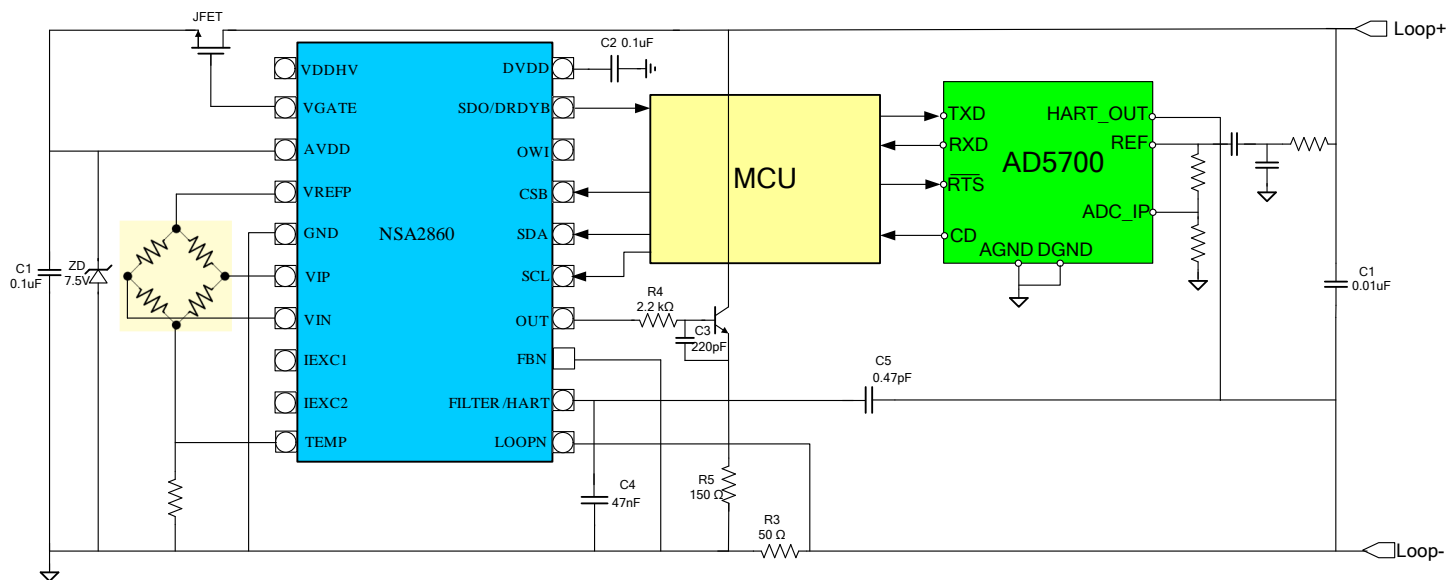 JFET
Loop+
C2 0.1uF
VDDHV
DVDD
VGATE
SDO/DRDYB
TXD
HART_OUT
AVDD
OWI
RXD
REF
MCU
AD5700
VREFP
CSB
RTS
ADC_IP
GND
NSA2860
SDA
CD
AGND DGND
C1
0.1uF
ZD
7.5V
VIP
SCL
C1
0.01uF
R4
2.2 kΩ
VIN
OUT
C3
220pF
IEXC1
FBN
C5
0.47pF
IEXC2
FILTER/HART
TEMP
LOOPN
C4
47nF
R5
150 Ω
R3
50 Ω
Loop-